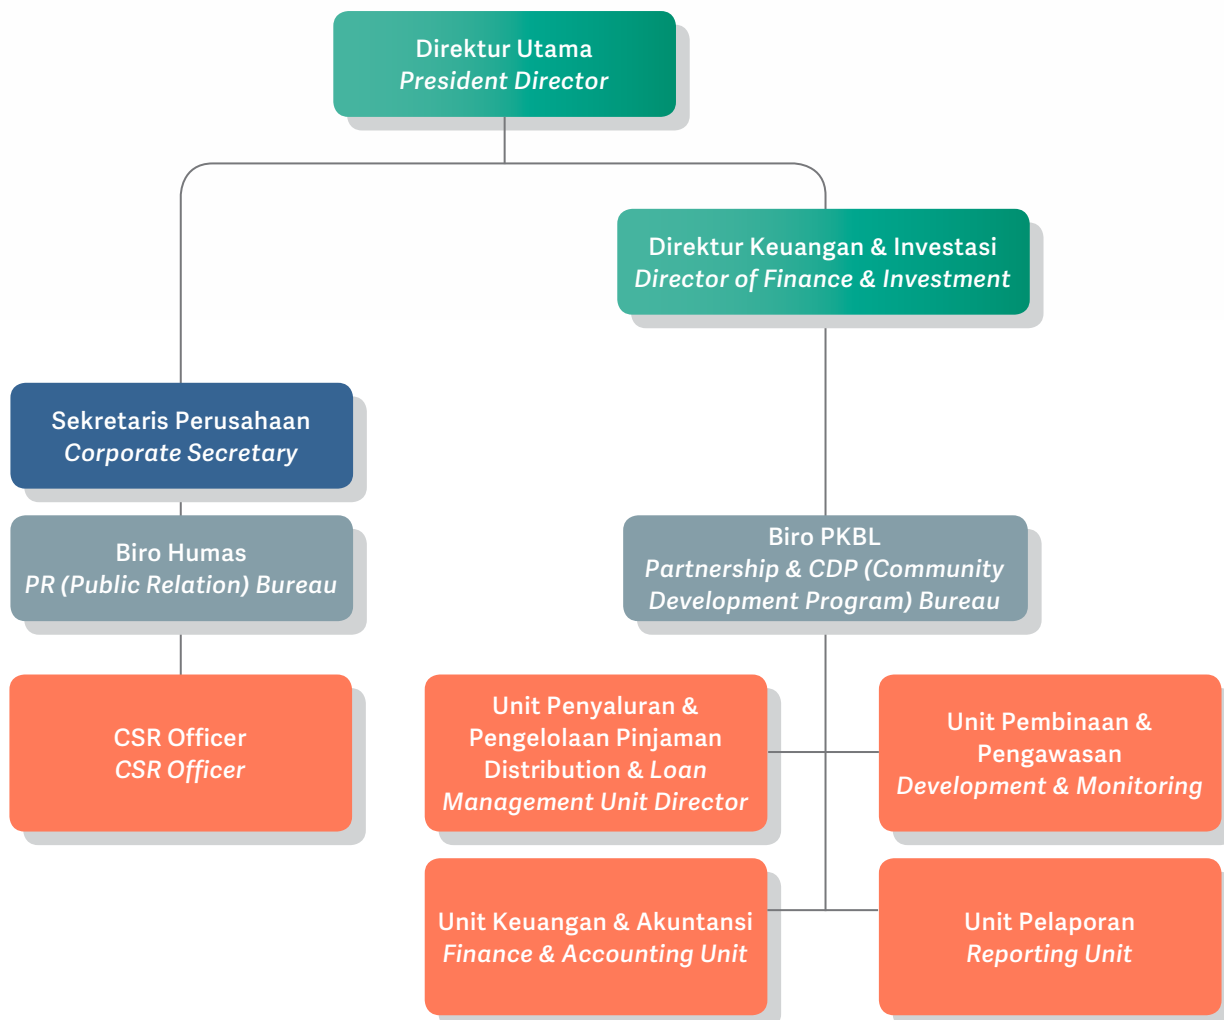 Direktur Utama
President Director
Direktur Keuangan & Investasi
Director of Finance & Investment
Sekretaris Perusahaan
Corporate Secretary
Biro Humas
PR (Public Relation) Bureau
Biro PKBL
Partnership & CDP (Community
Development Program) Bureau
CSR Officer
CSR Officer
Unit Penyaluran &
Pengelolaan Pinjaman
Distribution & Loan
Management Unit Director
Unit Pembinaan &
Pengawasan
Development & Monitoring
Unit Keuangan & Akuntansi
Finance & Accounting Unit
Unit Pelaporan
Reporting Unit